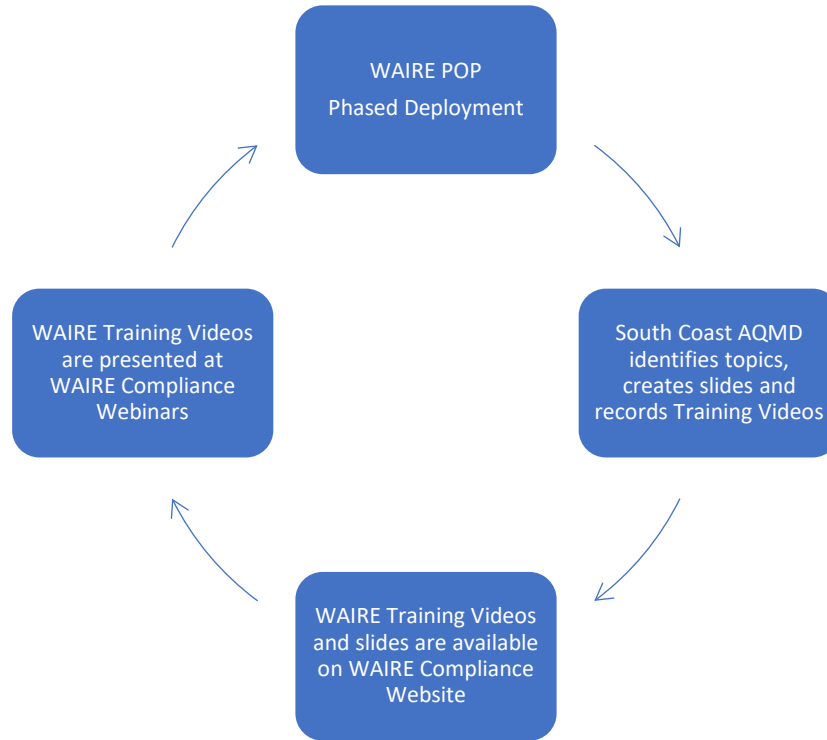 WAIRE POP
Phased Deployment
South Coast AQMD
identifies topics,
creates slides and
records Training Videos
WAIRE Training Videos
and slides are available
on WAIRE Compliance
Website
WAIRE Training Videos
are presented at
WAIRE Compliance
Webinars